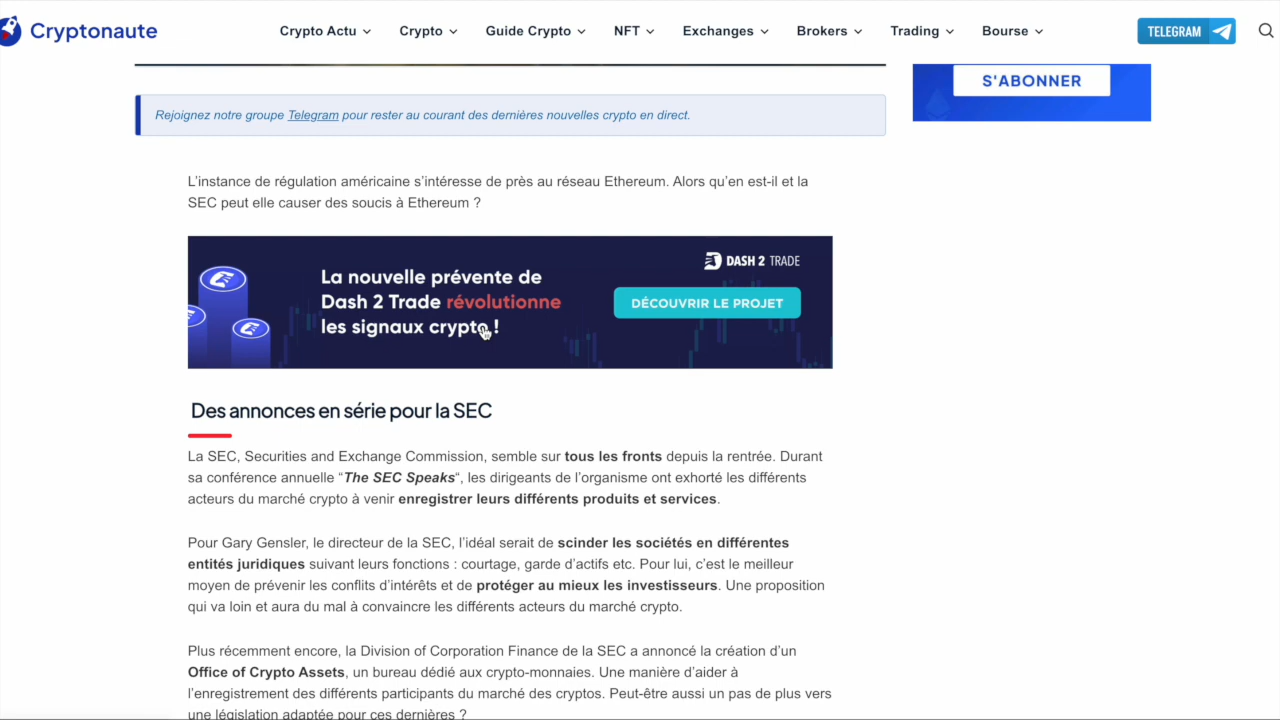 Cryptonaute
Crypto Actu
Crypto
Guide Crypto
NFT
Exchanges
Brokers
Trading
Bourse
TELEGRAM
S'ABONNER
Rejoignez notre groupe Telegram pour rester au courant des dernières nouvelles crypto en direct.
L’instance de régulation américaine s’intéresse de près au réseau Ethereum. Alors qu’en est-il et la
SEC peut elle causer des soucis à Ethereum ?
DASH 2 TRADE
La nouvelle prévente de
Dash 2 Trade révolutionne
les signaux crypto !
DÉCOUVRIR LE PROJET
Des annonces en série pour la SEC
La SEC, Securities and Exchange Commission, semble sur tous les fronts depuis la rentrée. Durant
sa conférence annuelle “The SEC Speaks“, les dirigeants de l’organisme ont exhorté les différents
acteurs du marché crypto à venir enregistrer leurs différents produits et services.
Pour Gary Gensler, le directeur de la SEC, l’idéal serait de scinder les sociétés en différentes
entités juridiques suivant leurs fonctions : courtage, garde d’actifs etc. Pour lui, c’est le meilleur
moyen de prévenir les conflits d’intérêts et de protéger au mieux les investisseurs. Une proposition
qui va loin et aura du mal à convaincre les différents acteurs du marché crypto.
Plus récemment encore, la Division of Corporation Finance de la SEC a annoncé la création d’un
Office of Crypto Assets, un bureau dédié aux crypto-monnaies. Une manière d’aider à
l’enregistrement des différents participants du marché des cryptos. Peut-être aussi un pas de plus vers
une législation adaptée pour ces dernières ?